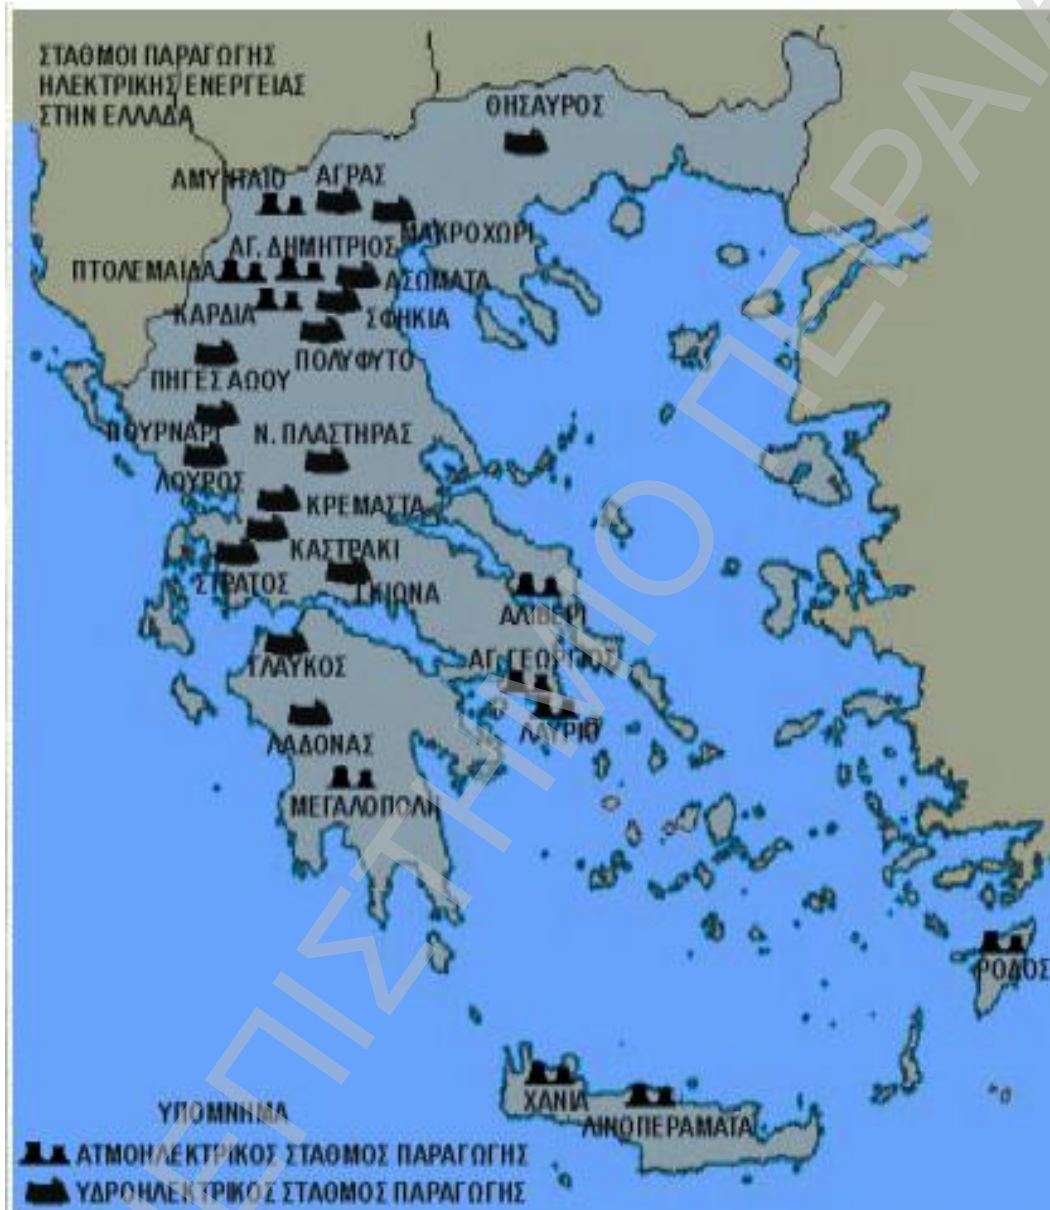 ΣΤΑΘΜΟΙ ΠΑΡΑΓΩΓΗΣ
ΗΛΕΚΤΡΙΚΗΣ ΕΝΕΡΓΕΙΑΣ
ΣΤΗΝ ΕΛΛΑΔΑ
ΘΗΣΑΥΡΟΣ
ΑΜΥΝΤΑΙΟ
ΑΓΡΑΣ
ΜΑΚΡΟΧΩΡΙ
ΑΓ. ΔΗΜΗΤΡΙΟΣ
ΠΤΟΛΕΜΑΙΔΑ
ΑΣΩΜΑΤΑ
ΚΑΡΔΙΑ
ΣΦΗΚΙΑ
ΠΟΛΥΦΥΤΟ
ΠΗΓΕΣ ΑΩΟΥ
ΠΟΥΡΝΑΡΙ
Ν. ΠΛΑΣΤΗΡΑΣ
ΛΟΥΡΟΣ
ΚΡΕΜΑΣΤΑ
ΚΑΣΤΡΑΚΙ
ΣΤΡΑΤΟΣ
ΓΚΙΩΝΑ
ΑΛΙΒΕΡΙ
ΑΓ. ΓΕΩΡΓΙΟΣ
ΓΛΑΥΚΟΣ
ΛΑΥΡΙΟ
ΛΑΔΩΝΑΣ
ΜΕΓΑΛΟΠΟΛΗ
ΡΟΔΟΣ
ΧΑΝΙΑ
ΛΙΝΟΠΕΡΑΜΑΤΑ
ΥΠΟΜΝΗΜΑ
ΑΤΜΟΗΛΕΚΤΡΙΚΟΣ ΣΤΑΘΜΟΣ ΠΑΡΑΓΩΓΗΣ
ΥΔΡΟΗΛΕΚΤΡΙΚΟΣ ΣΤΑΘΜΟΣ ΠΑΡΑΓΩΓΗΣ